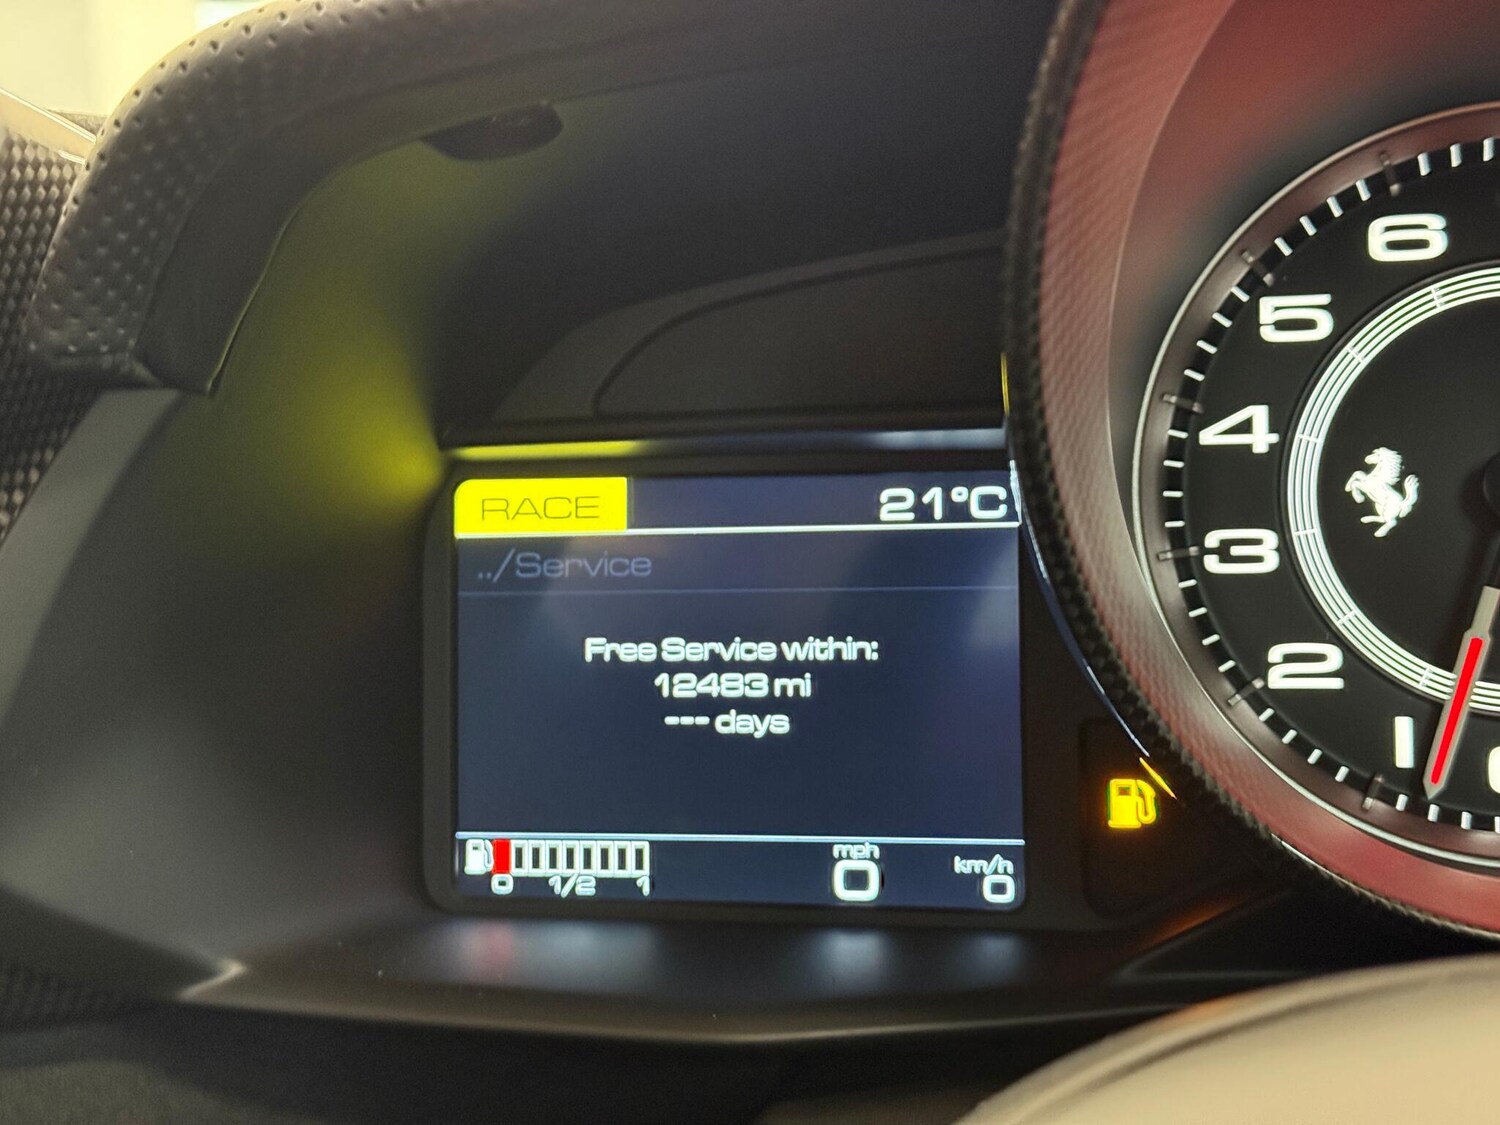 RACE 21°C
../Service
Free Service within:
12483 mi
--- days
0 1/2 1
mph
0
km/h
0
6
5
4
3
2
1